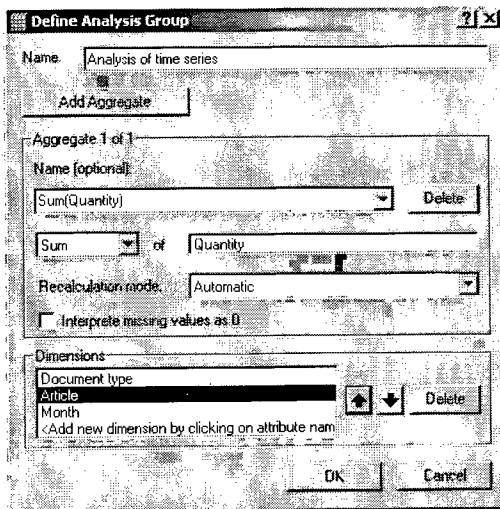 Define Analysis Group
Name Analysis of time series
Add Aggregate
Aggregate 1 of 1
Name [optional]:
Sum(Quantity) Delete
Sum of Quantity
Recalculation mode: Automatic
Interprete missing values as 0
Dimensions
Document type
Article
Month
<Add new dimension by clicking on attribute nam
Delete
OK Cancel